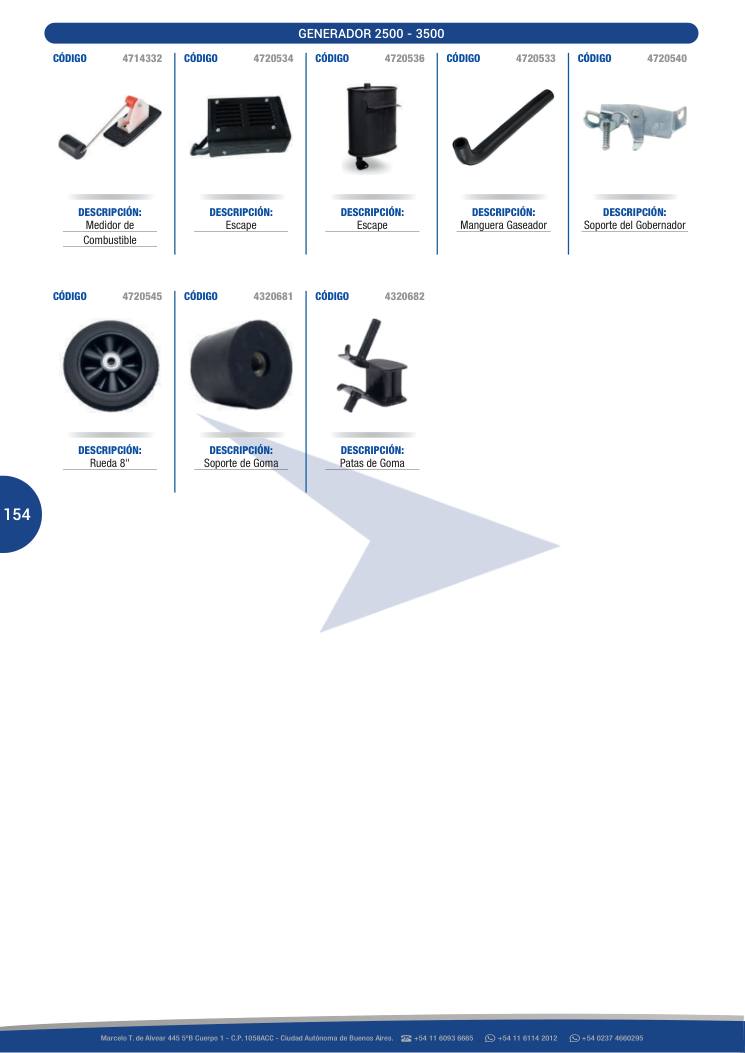 GENERADOR 2500 - 3500
CÓDIGO 4714332
DESCRIPCIÓN:
Medidor de
Combustible
CÓDIGO 4720534
DESCRIPCIÓN:
Escape
CÓDIGO 4720536
DESCRIPCIÓN:
Escape
CÓDIGO 4720533
DESCRIPCIÓN:
Manguera Gaseador
CÓDIGO 4720540
DESCRIPCIÓN:
Soporte del Gobernador
CÓDIGO 4720545
DESCRIPCIÓN:
Rueda 8"
CÓDIGO 4320681
DESCRIPCIÓN:
Soporte de Goma
CÓDIGO 4320682
DESCRIPCIÓN:
Patas de Goma
154
Marcelo T. de Alvear 445 5ºB Cuerpo 1 - C.P. 1058ACC - Ciudad Autónoma de Buenos Aires. +54 11 6093 6665 +54 11 6114 2012 +54 0237 4660295